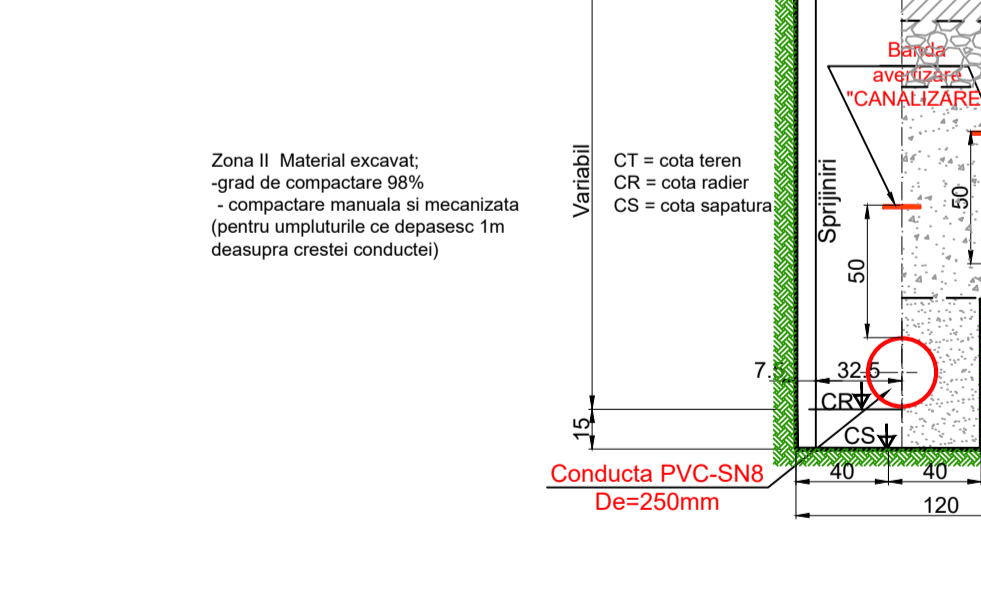 Banda
avertizare
"CANALIZARE
Zona II Material excavat;
-grad de compactare 98%
- compactare manuala si mecanizata
(pentru umpluturile ce depasesc 1m
deasupra crestei conductei)
Variabil
CT = cota teren
CR = cota radier
CS = cota sapatura
Sprijiniri
50
50
32.5
CR
15
CS
40
40
Conducta PVC-SN8
De=250mm
120